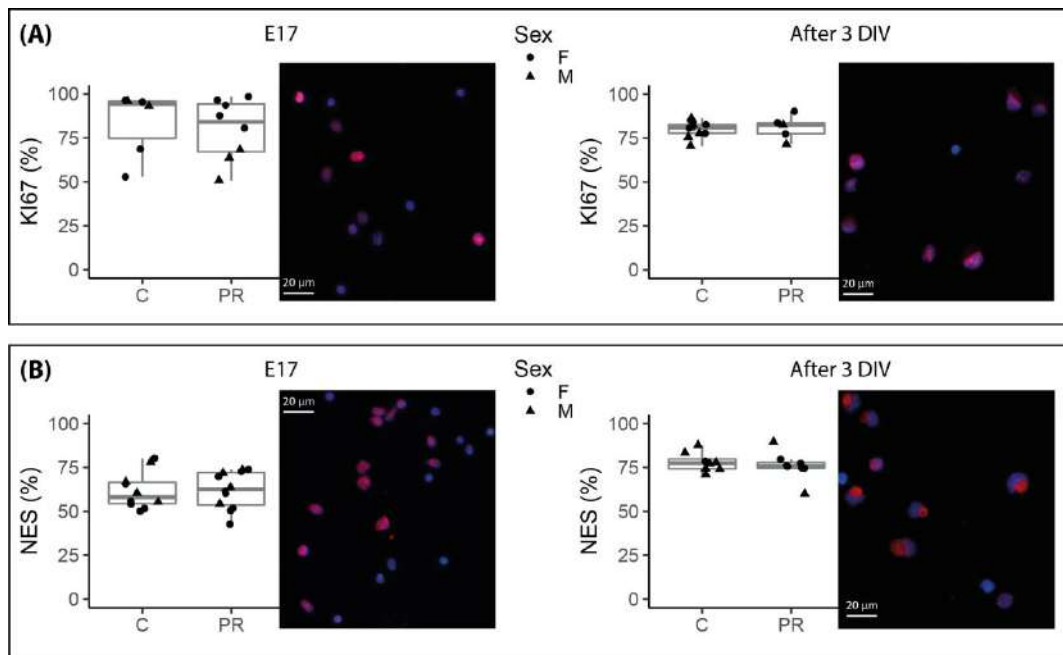 (A)
E17
Sex
F
M
After 3 DIV
KI67 (%)
100
75
50
25
0
C
PR
20 µm
KI67 (%)
100
75
50
25
0
C
PR
20 µm
(B)
E17
Sex
F
M
After 3 DIV
NES (%)
100
75
50
25
0
C
PR
20 µm
NES (%)
100
75
50
25
0
C
PR
20 µm